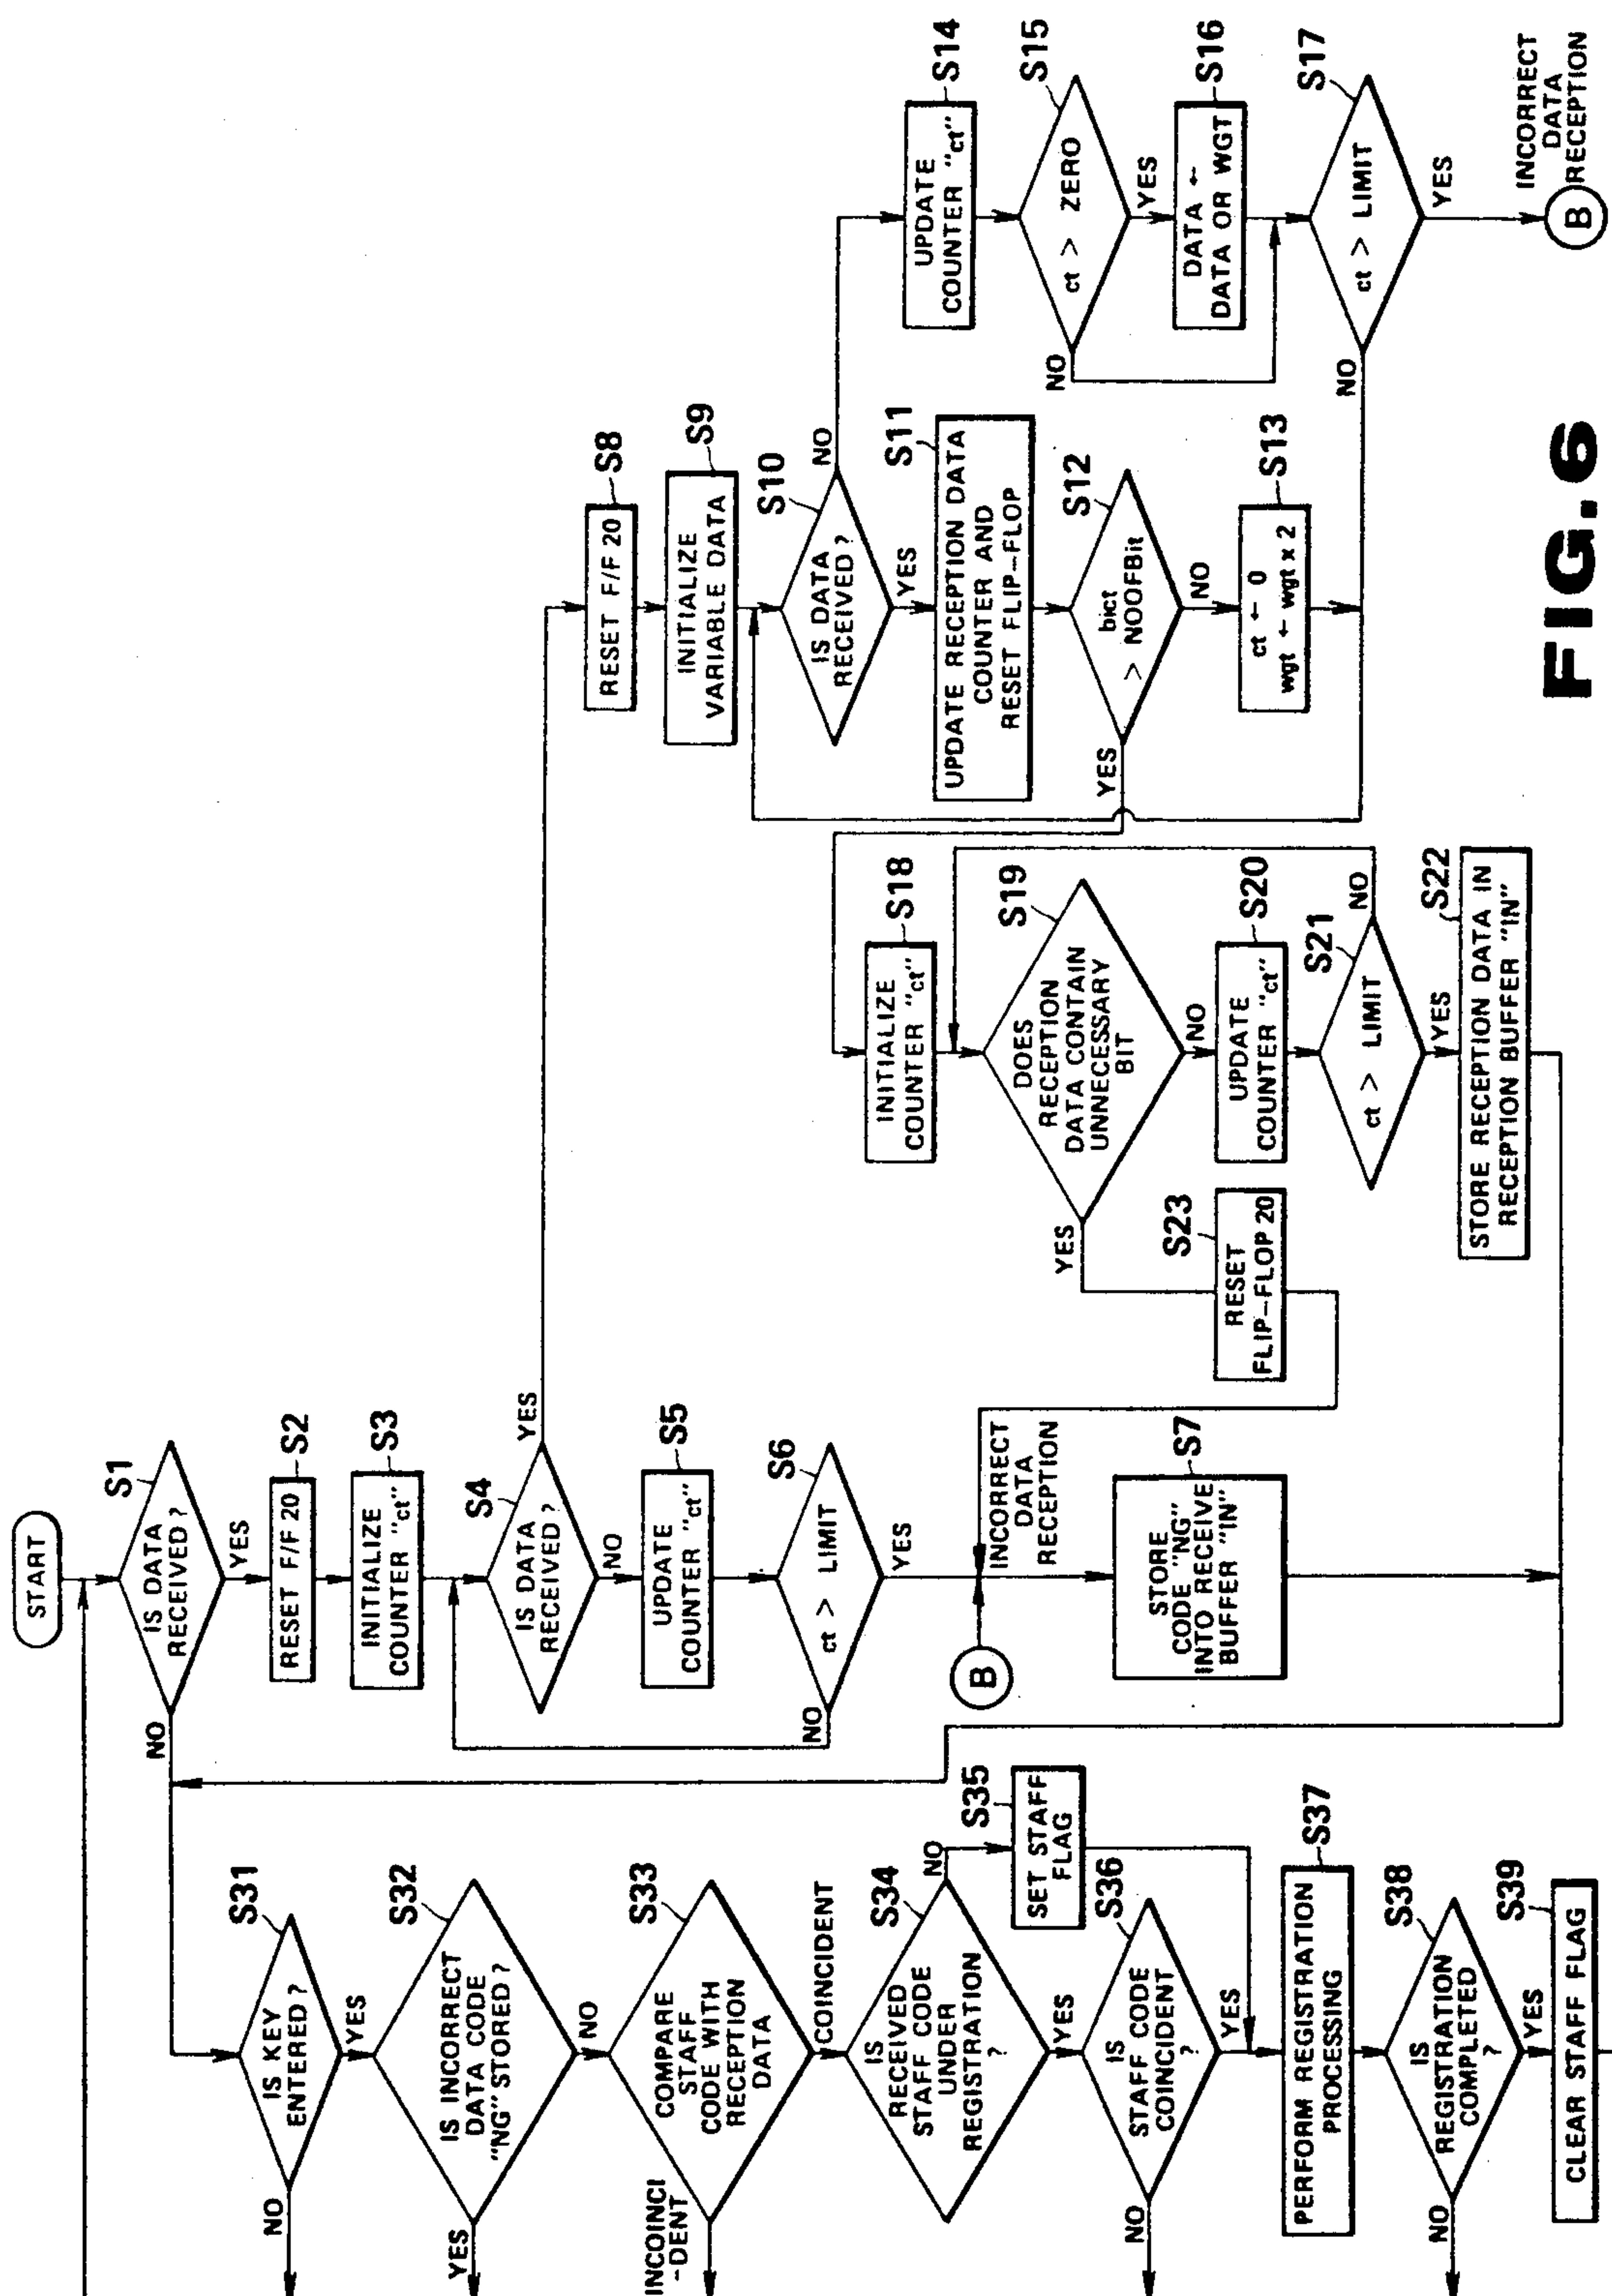 START
S1
IS DATA
RECEIVED?
NO
YES
RESET F/F 20
S2
INITIALIZE
COUNTER "ct"
S3
S4
IS DATA
RECEIVED?
YES
NO
UPDATE
COUNTER "ct"
S5
S6
ct > LIMIT
NO
YES
INCORRECT
DATA
RECEPTION
B
STORE
CODE "NG"
INTO RECEIVE
BUFFER "IN"
S7
RESET F/F 20
S8
INITIALIZE
VARIABLE DATA
S9
S10
IS DATA
RECEIVED?
NO
YES
S11
UPDATE RECEPTION DATA
COUNTER AND
RESET FLIP-FLOP
S12
bict
> NOOFBit
YES
NO
ct ← 0
wgt ← wgt x 2
S13
UPDATE
COUNTER "ct"
S14
S15
ct > ZERO
NO
YES
DATA ←
DATA OR WGT
S16
S17
ct > LIMIT
NO
YES
INCORRECT
DATA
RECEPTION
B
INITIALIZE
COUNTER "ct"
S18
S19
DOES
RECEPTION
DATA CONTAIN
UNNECESSARY
BIT
YES
NO
UPDATE
COUNTER "ct"
S20
S21
ct > LIMIT
NO
YES
S22
STORE RECEPTION DATA IN
RECEPTION BUFFER "IN"
S23
RESET
FLIP-FLOP 20
S31
IS KEY
ENTERED?
NO
YES
S32
IS INCORRECT
DATA CODE
"NG" STORED?
YES
NO
S33
COMPARE
STAFF
CODE WITH
RECEPTION
DATA
INCOINCI
-DENT
COINCIDENT
S34
IS
RECEIVED
STAFF CODE
UNDER
REGISTRATION
?
NO
YES
S35
SET STAFF
FLAG
S36
IS
STAFF CODE
COINCIDENT
?
NO
YES
S37
PERFORM REGISTRATION
PROCESSING
S38
IS
REGISTRATION
COMPLETED
?
NO
YES
S39
CLEAR STAFF FLAG
FIG. 6